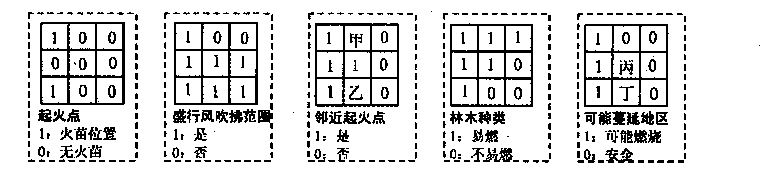 1 0 0
0 0 0
1 0 0
起火点
1:火苗位置
0:无火苗
1 0 0
1 1 1
1 1 1
盛行风吹拂范围
1:是
0:否
1 甲 0
1 1 0
1 乙 0
邻近起火点
1:是
0:否
1 1 1
1 1 0
1 0 0
林木种类
1:易燃
0:不易燃
1 0 0
1 丙 0
1 丁 0
可能蔓延地区
1:可能燃烧
0:安全